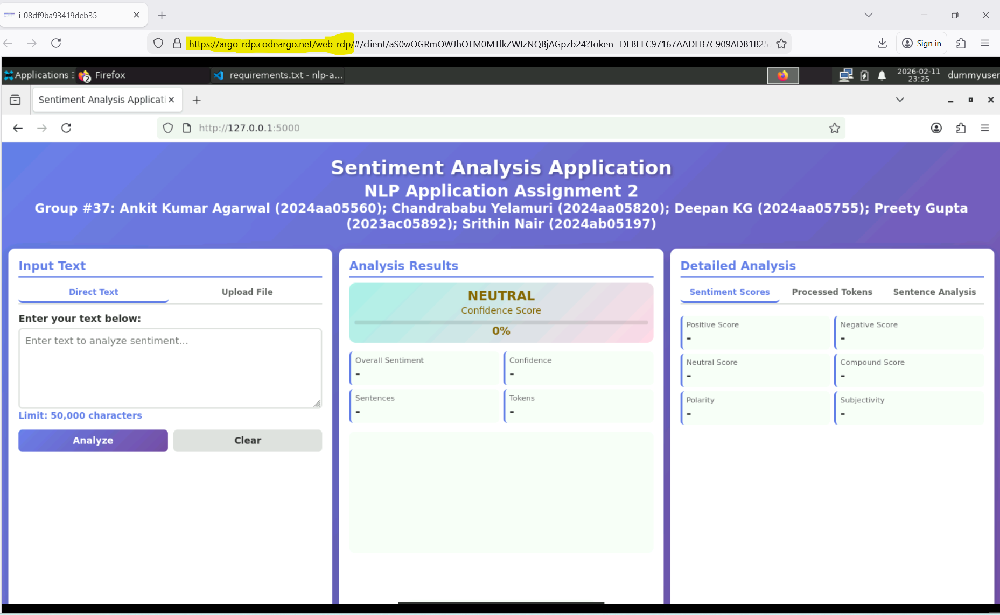 i-08df9ba93419deb35
https://argo-rdp.codeargo.net/web-rdp/#/client/aS0wOGRmOWJhOTM0MTlkZWIzNQBjAGpzb24?token=DEBEFC97167AADEB7C909ADB1B25
Sign in
Applications
2 Firefox
requirements.txt - nlp-a...
2026-02-11
23:25
dummyuser
Sentiment Analysis Applicati
http://127.0.0.1:5000
Sentiment Analysis Application
NLP Application Assignment 2
Group #37: Ankit Kumar Agarwal (2024aa05560); Chandrababu Yelamuri (2024aa05820); Deepan KG (2024aa05755); Preety Gupta
(2023ac05892); Srithin Nair (2024ab05197)
Input Text
Direct Text Upload File
Enter your text below:
Enter text to analyze sentiment...
Limit: 50,000 characters
Analyze Clear
Analysis Results
NEUTRAL
Confidence Score
0%
Overall Sentiment Confidence
- -
Sentences Tokens
- -
Detailed Analysis
Sentiment Scores Processed Tokens Sentence Analysis
Positive Score Negative Score
- -
Neutral Score Compound Score
- -
Polarity Subjectivity
- -